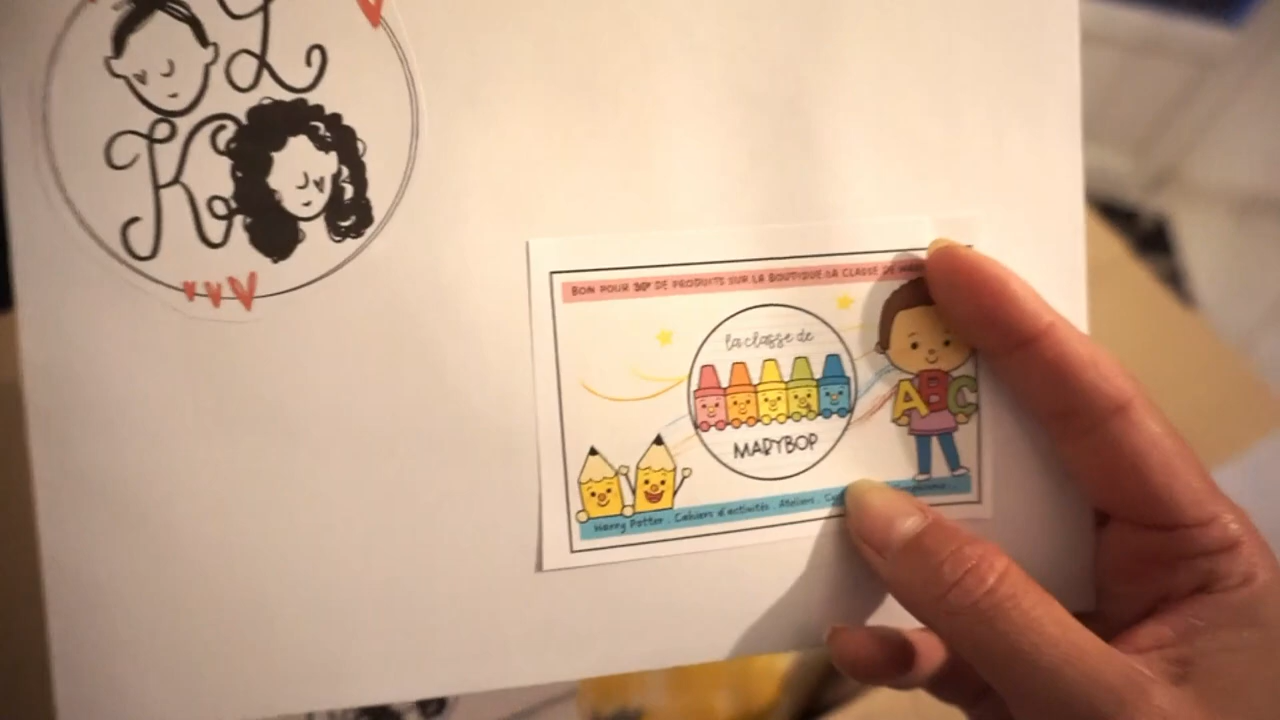 L
K
BON POUR 30€ DE PRODUITS SUR LA BOUTIQUE LA CLASSE DE
la classe de
MARYBOP
ABC
Harry Potter . Cahiers d'activités . Ateliers .